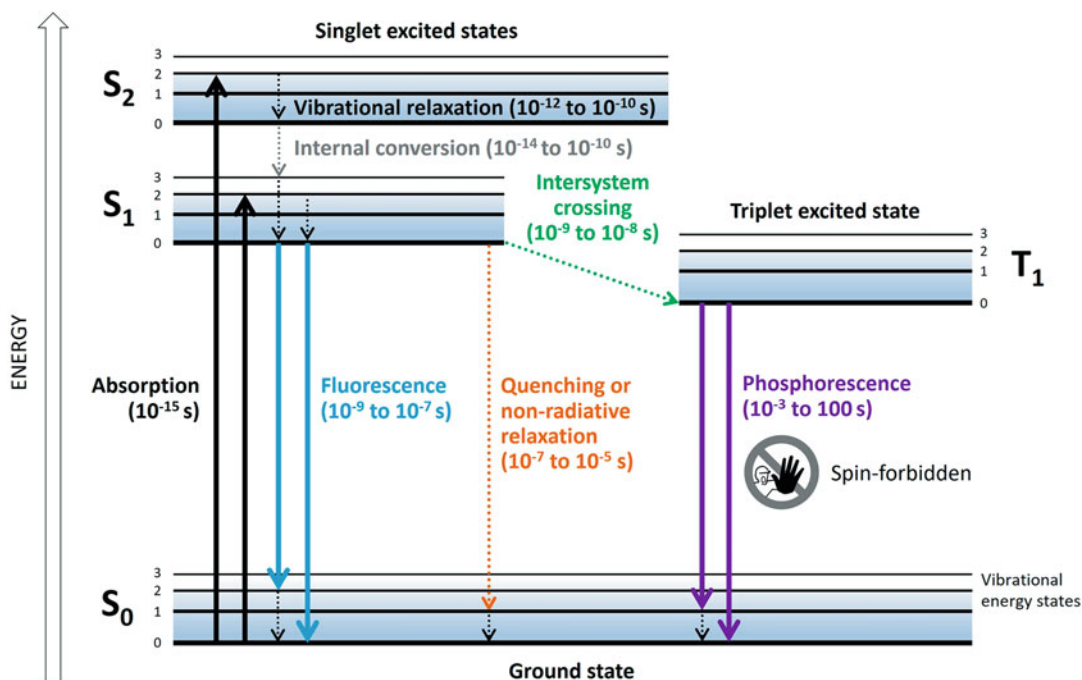 Singlet excited states
S2
3
2
1
0
Vibrational relaxation (10-12 to 10-10 s)
Internal conversion (10-14 to 10-10 s)
S1
3
2
1
0
Intersystem
crossing
(10-9 to 10-8 s)
Triplet excited state
3
2
1
0
T1
ENERGY
Absorption
(10-15 s)
Fluorescence
(10-9 to 10-7 s)
Quenching or
non-radiative
relaxation
(10-7 to 10-5 s)
Phosphorescence
(10-3 to 100 s)
Spin-forbidden
S0
3
2
1
0
Vibrational
energy states
Ground state